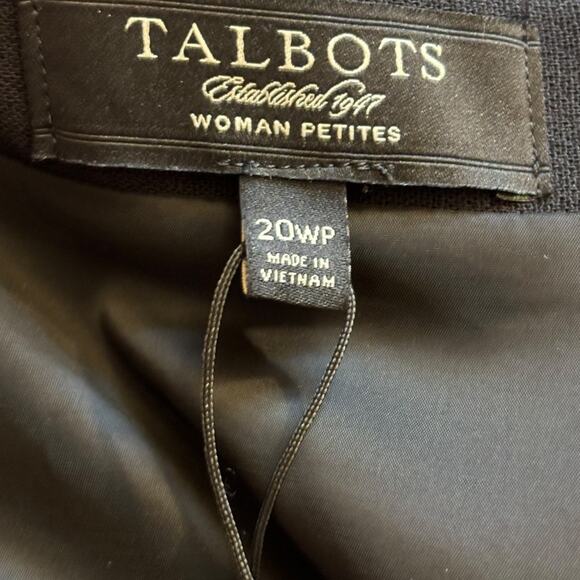 TALBOTS
Established 1947
WOMAN PETITES
20WP
MADE IN
VIETNAM